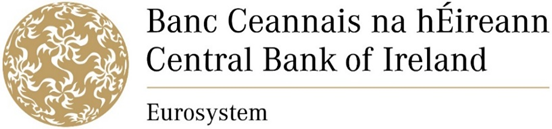 Banc Ceannais na hÉireann
Central Bank of Ireland
Eurosystem